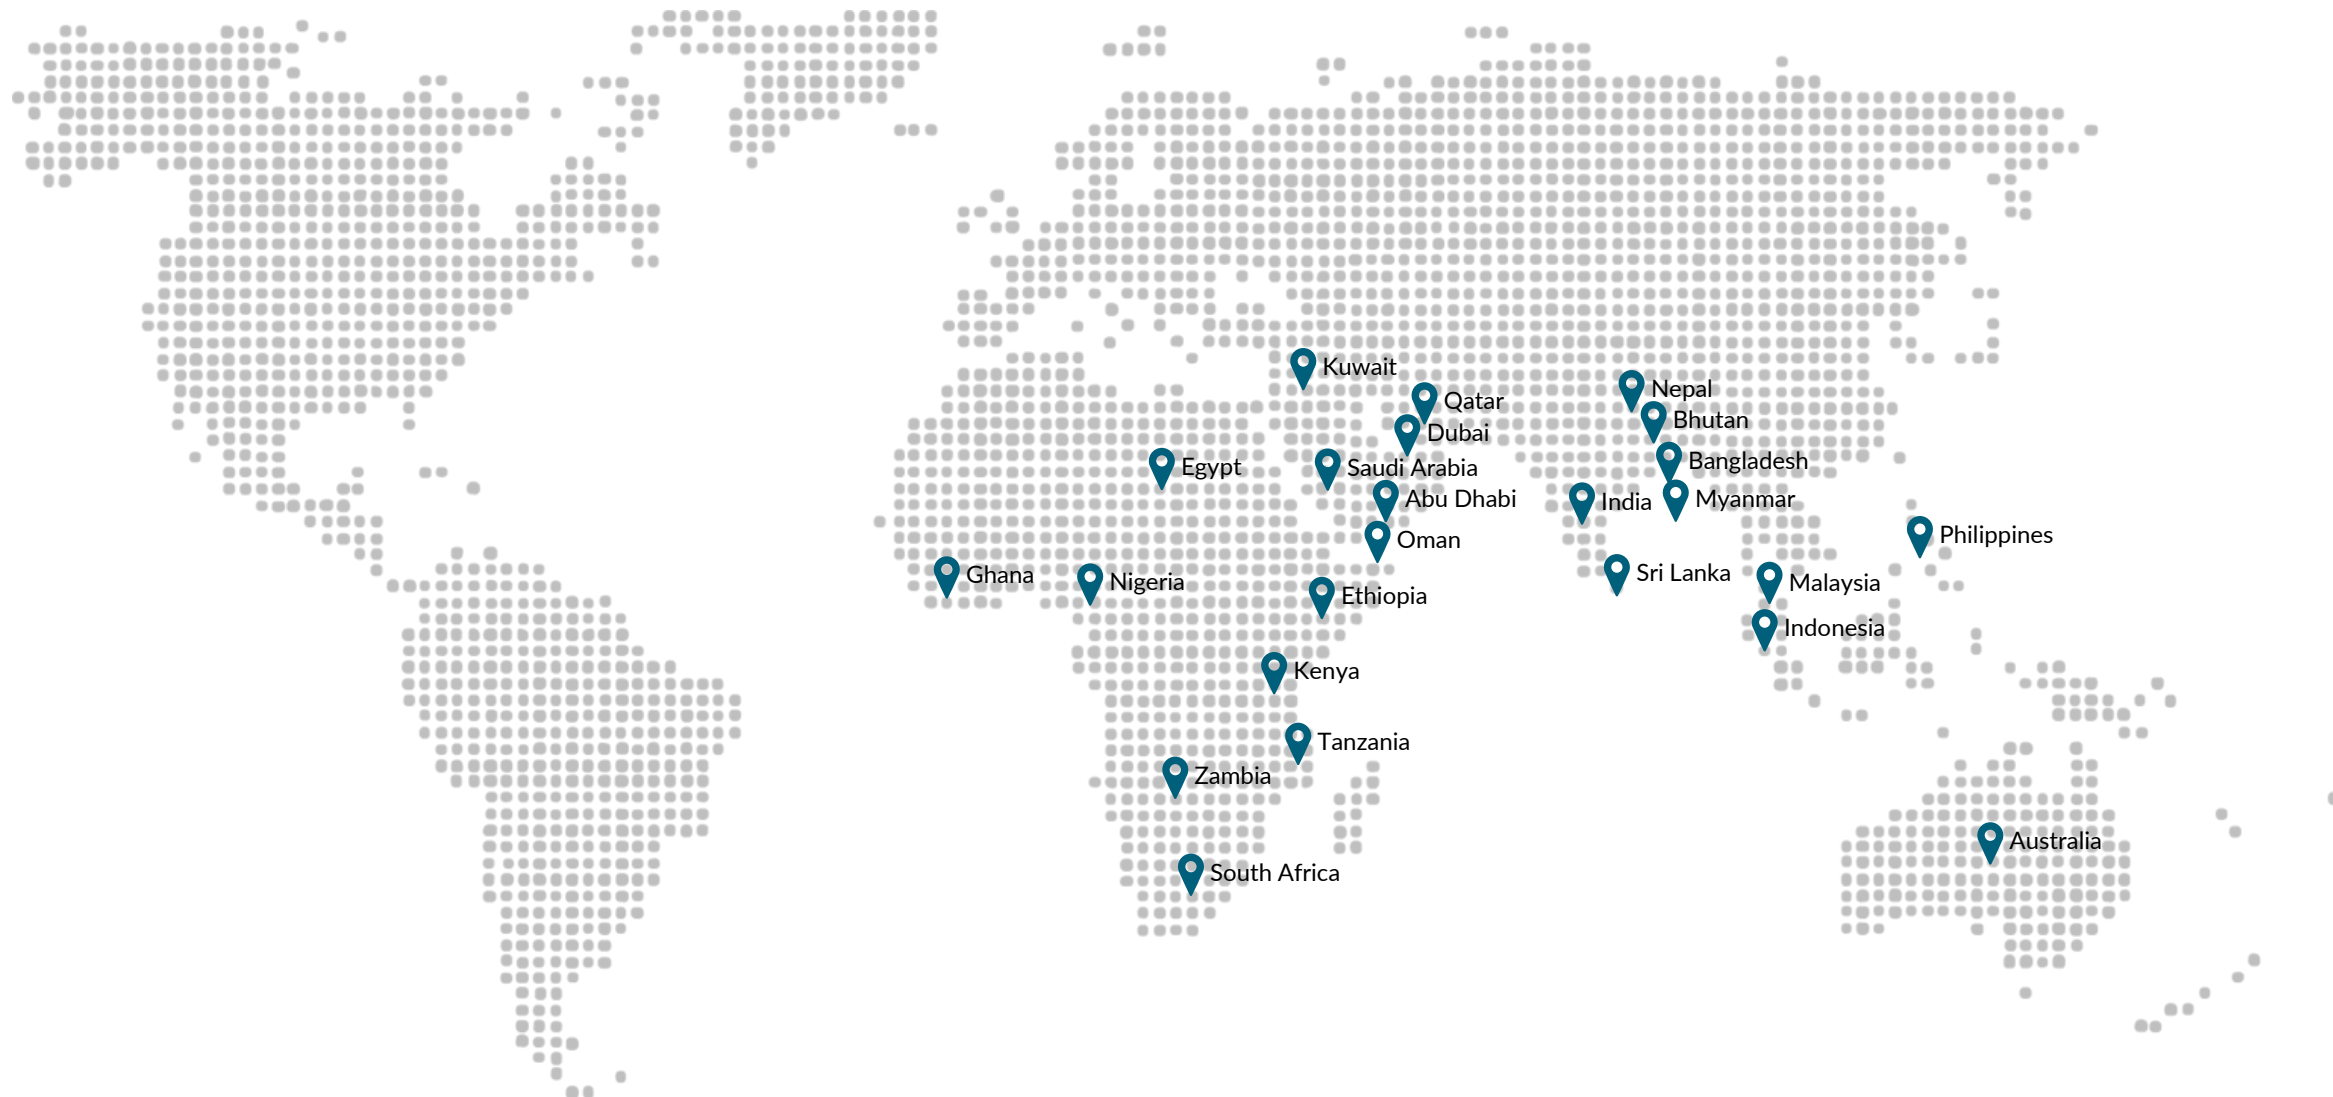 Kuwait
Nepal
Qatar
Bhutan
Dubai
Bangladesh
Egypt
Saudi Arabia
Abu Dhabi
India
Myanmar
Philippines
Oman
Sri Lanka
Ghana
Nigeria
Malaysia
Ethiopia
Indonesia
Kenya
Tanzania
Zambia
Australia
South Africa